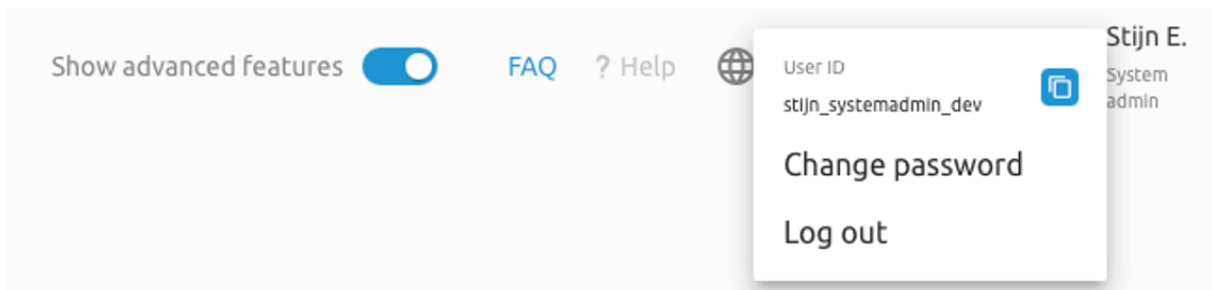 Show advanced features
FAQ
? Help
User ID
stijn_systemadmin_dev
Change password
Log out
Stijn E.
System
admin